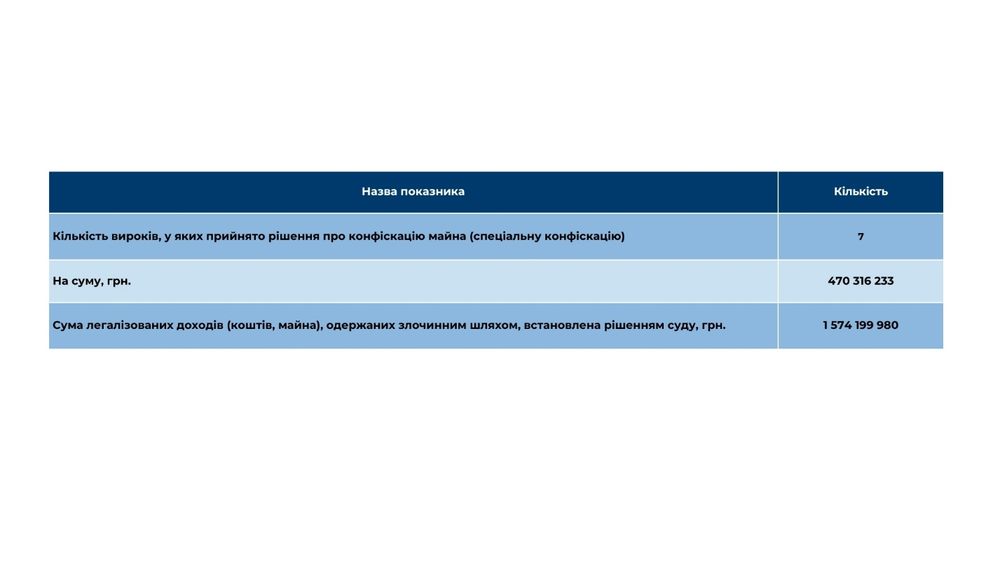 Назва показника
Кількість
Кількість вироків, у яких прийнято рішення про конфіскацію майна (спеціальну конфіскацію)
7
На суму, грн.
470 316 233
Сума легалізованих доходів (коштів, майна), одержаних злочинним шляхом, встановлена рішенням суду, грн.
1 574 199 980